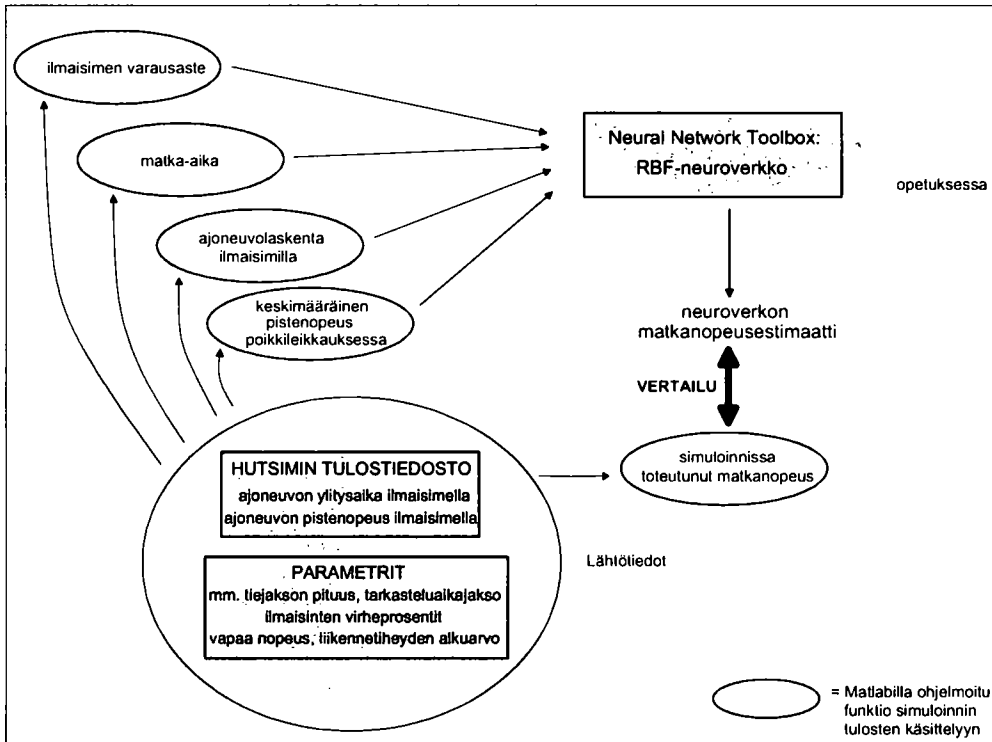 ilmaisimen varausaste
matka-aika
ajoneuvolaskenta
ilmaisimilla
keskimääräinen
pistenopeus
poikkileikkauksessa
Neural Network Toolbox:
RBF-neuroverkko
opetuksessa
neuroverkon
matkanopeusestimaatti
VERTAILU
simuloinnissa
toteutunut matkanopeus
HUTSIMIN TULOSTIEDOSTO
ajoneuvon ylitysaika ilmaisimella
ajoneuvon pistenopeus ilmaisimella
Lähtötiedot
PARAMETRIT
mm. tiejakson pituus, tarkasteluaikajakso
ilmaisinten virheprosentit
vapaa nopeus, liikennetiheyden alkuarvo
= Matlabilla ohjelmoitu
funktio simuloinnin
tulosten käsittelyyn